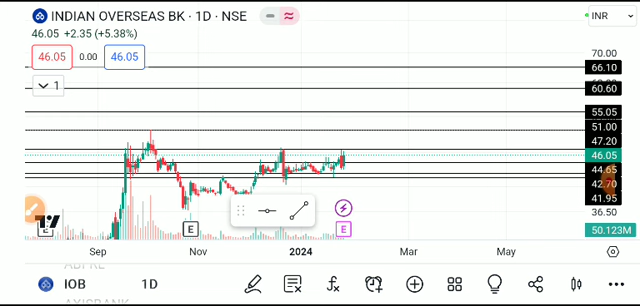 INDIAN OVERSEAS BK · 1D · NSE
INR
46.05 +2.35 (+5.38%)
46.05 0.00 46.05
1
70.00
66.10
60.60
55.05
51.00
47.20
46.05
44.65
42.70
41.95
36.50
50.123M
E E E
Sep Nov 2024 Mar May
IOB 1D